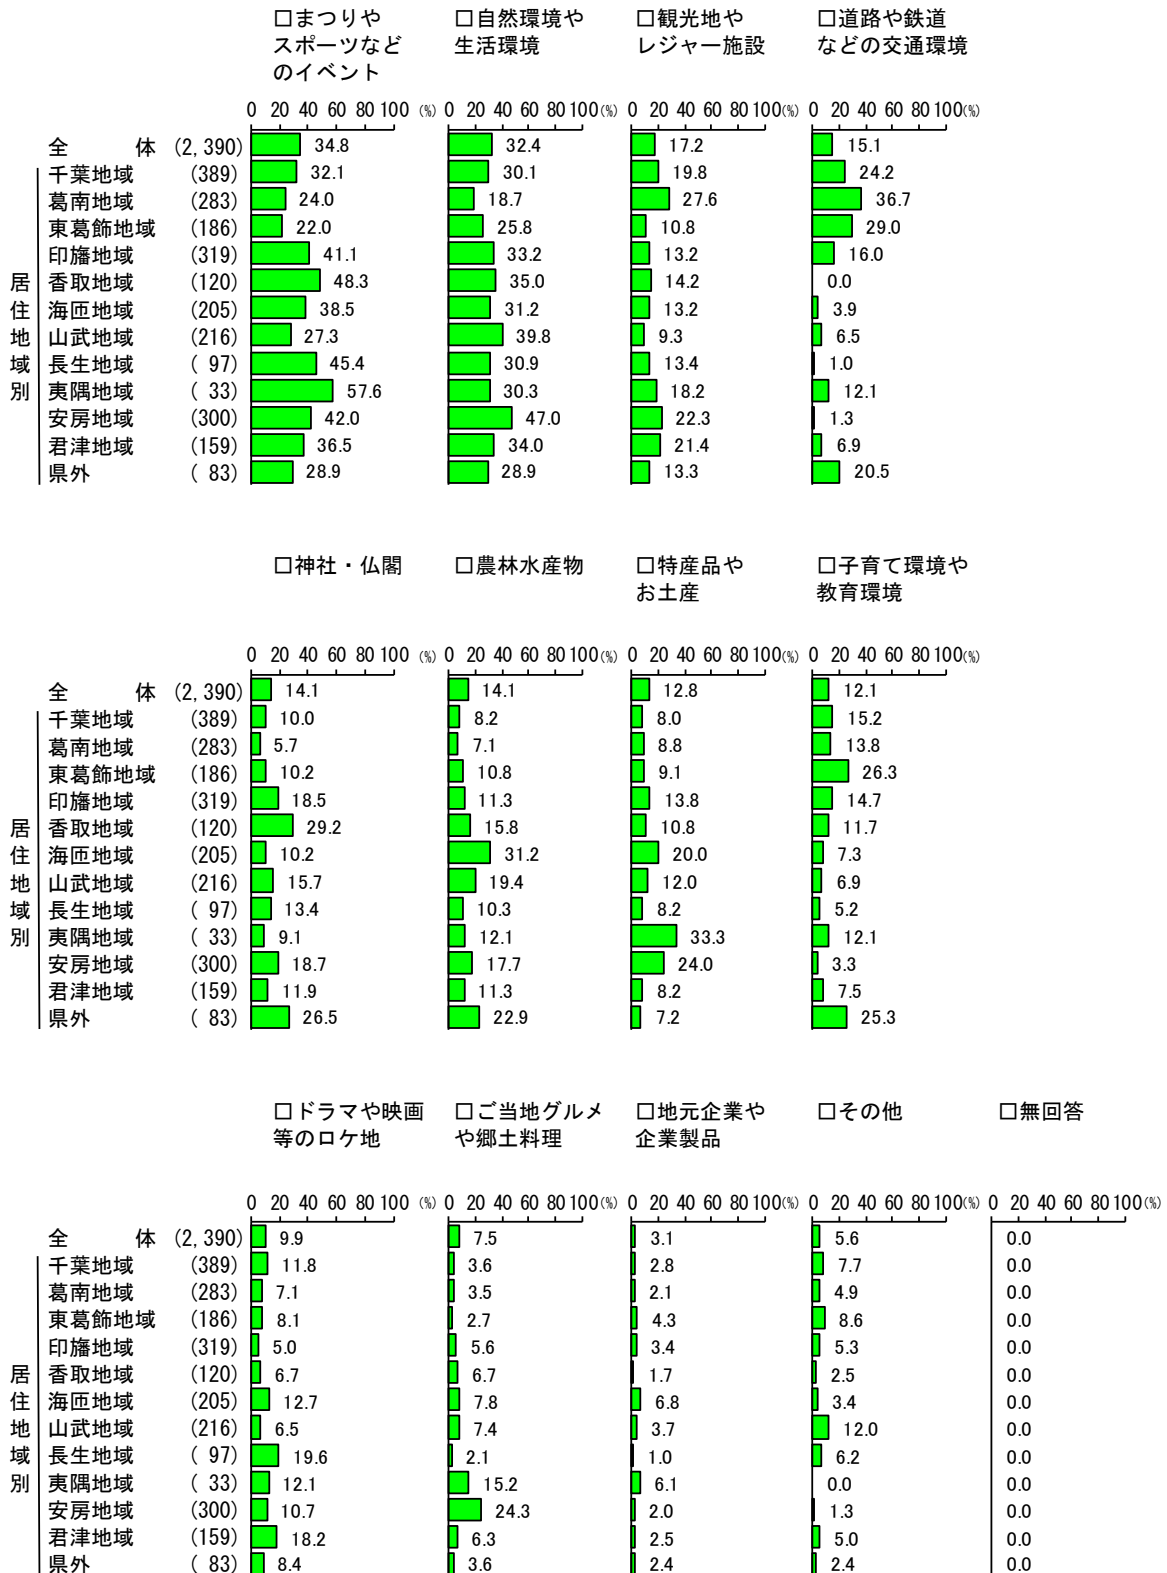 □まつりや □自然環境や □観光地や □道路や鉄道
スポーツなど 生活環境 レジャー施設 などの交通環境
のイベント
0 20 40 60 80 100 (%) 0 20 40 60 80 100(%) 0 20 40 60 80 100(%) 0 20 40 60 80 100(%)
全 体 (2,390) 34.8 32.4 17.2 15.1
千葉地域 (389) 32.1 30.1 19.8 24.2
葛南地域 (283) 24.0 18.7 27.6 36.7
東葛飾地域 (186) 22.0 25.8 10.8 29.0
印旛地域 (319) 41.1 33.2 13.2 16.0
居 香取地域 (120) 48.3 35.0 14.2 0.0
住 海匝地域 (205) 38.5 31.2 13.2 3.9
地 山武地域 (216) 27.3 39.8 9.3 6.5
域 長生地域 ( 97) 45.4 30.9 13.4 1.0
別 夷隅地域 ( 33) 57.6 30.3 18.2 12.1
安房地域 (300) 42.0 47.0 22.3 1.3
君津地域 (159) 36.5 34.0 21.4 6.9
県外 ( 83) 28.9 28.9 13.3 20.5
□神社・仏閣 □農林水産物 □特産品や □子育て環境や
お土産 教育環境
0 20 40 60 80 100 (%) 0 20 40 60 80 100(%) 0 20 40 60 80 100(%) 0 20 40 60 80 100(%)
全 体 (2,390) 14.1 14.1 12.8 12.1
千葉地域 (389) 10.0 8.2 8.0 15.2
葛南地域 (283) 5.7 7.1 8.8 13.8
東葛飾地域 (186) 10.2 10.8 9.1 26.3
印旛地域 (319) 18.5 11.3 13.8 14.7
居 香取地域 (120) 29.2 15.8 10.8 11.7
住 海匝地域 (205) 10.2 31.2 20.0 7.3
地 山武地域 (216) 15.7 19.4 12.0 6.9
域 長生地域 ( 97) 13.4 10.3 8.2 5.2
別 夷隅地域 ( 33) 9.1 12.1 33.3 12.1
安房地域 (300) 18.7 17.7 24.0 3.3
君津地域 (159) 11.9 11.3 8.2 7.5
県外 ( 83) 26.5 22.9 7.2 25.3
□ドラマや映画 □ご当地グルメ □地元企業や □その他 □無回答
等のロケ地 や郷土料理 企業製品
0 20 40 60 80 100 (%) 0 20 40 60 80 100(%) 0 20 40 60 80 100(%) 0 20 40 60 80 100(%) 0 20 40 60 80 100(%)
全 体 (2,390) 9.9 7.5 3.1 5.6 0.0
千葉地域 (389) 11.8 3.6 2.8 7.7 0.0
葛南地域 (283) 7.1 3.5 2.1 4.9 0.0
東葛飾地域 (186) 8.1 2.7 4.3 8.6 0.0
印旛地域 (319) 5.0 5.6 3.4 5.3 0.0
居 香取地域 (120) 6.7 6.7 1.7 2.5 0.0
住 海匝地域 (205) 12.7 7.8 6.8 3.4 0.0
地 山武地域 (216) 6.5 7.4 3.7 12.0 0.0
域 長生地域 ( 97) 19.6 2.1 1.0 6.2 0.0
別 夷隅地域 ( 33) 12.1 15.2 6.1 0.0 0.0
安房地域 (300) 10.7 24.3 2.0 1.3 0.0
君津地域 (159) 18.2 6.3 2.5 5.0 0.0
県外 ( 83) 8.4 3.6 2.4 2.4 0.0